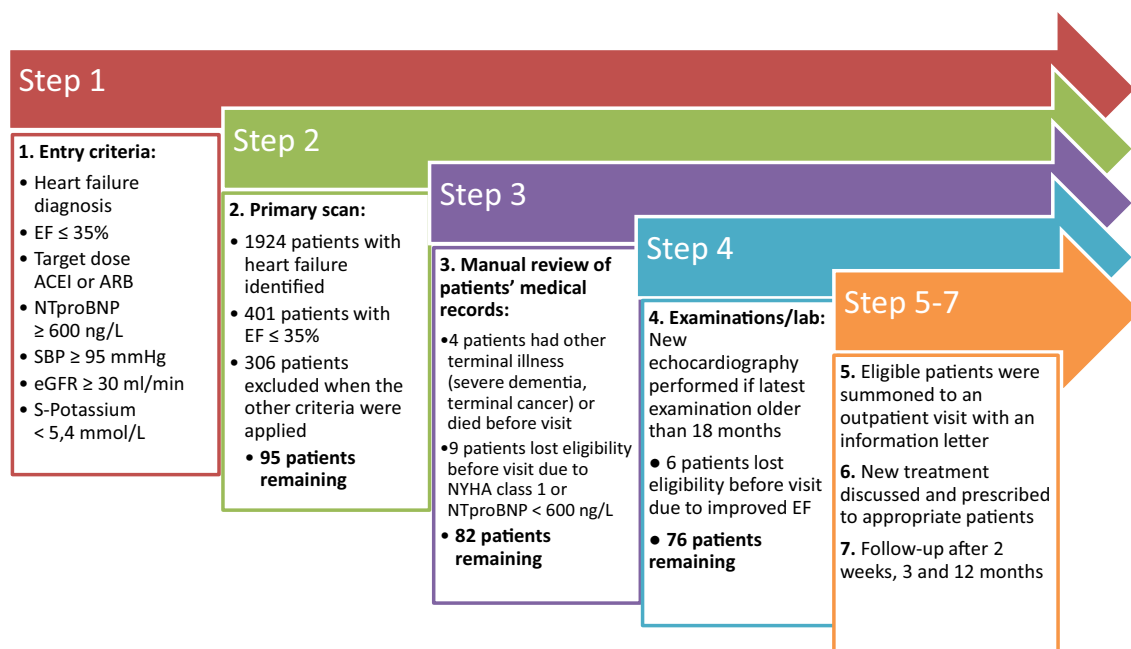 Step 1
1. Entry criteria:
• Heart failure
diagnosis
• EF ≤ 35%
• Target dose
ACEI or ARB
• NTproBNP
≥ 600 ng/L
• SBP ≥ 95 mmHg
• eGFR ≥ 30 ml/min
• S-Potassium
< 5,4 mmol/L
Step 2
2. Primary scan:
• 1924 patients with
heart failure
identified
• 401 patients with
EF ≤ 35%
• 306 patients
excluded when the
other criteria were
applied
• 95 patients
remaining
Step 3
3. Manual review of
patients’ medical
records:
•4 patients had other
terminal illness
(severe dementia,
terminal cancer) or
died before visit
•9 patients lost eligibility
before visit due to
NYHA class 1 or
NTproBNP < 600 ng/L
• 82 patients
remaining
Step 4
4. Examinations/lab:
New
echocardiography
performed if latest
examination older
than 18 months
● 6 patients lost
eligibility before visit
due to improved EF
● 76 patients
remaining
Step 5-7
5. Eligible patients were
summoned to an
outpatient visit with an
information letter
6. New treatment
discussed and prescribed
to appropriate patients
7. Follow-up after 2
weeks, 3 and 12 months